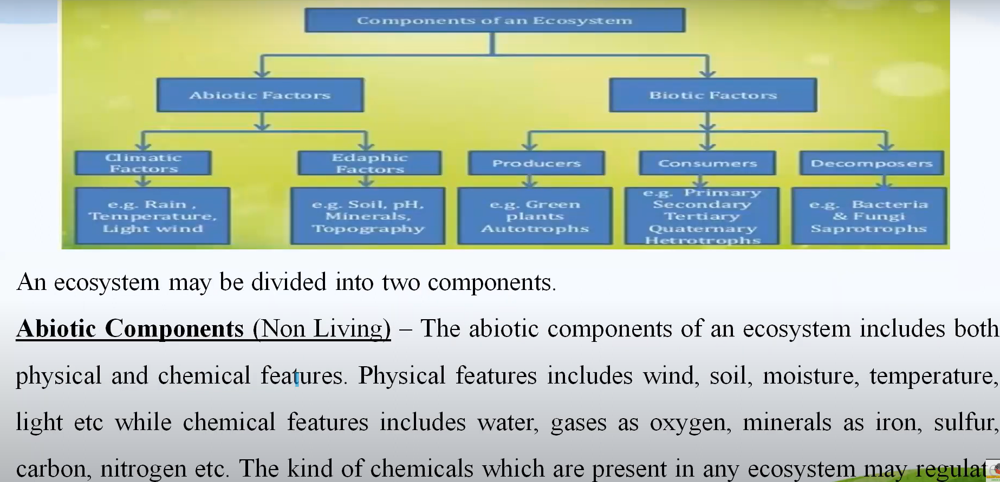 Components of an Ecosystem
Abiotic Factors
Biotic Factors
Climatic
Factors
Edaphic
Factors
Producers
Consumers
Decomposers
e.g. Rain ,
Temperature,
Light wind
e.g. Soil, pH,
Minerals,
Topography
e.g. Green
plants
Autotrophs
e.g. Primary
Secondary
Tertiary
Quaternary
Hetrotrophs
e.g. Bacteria
& Fungi
Saprotrophs
An ecosystem may be divided into two components.
Abiotic Components (Non Living) – The abiotic components of an ecosystem includes both
physical and chemical features. Physical features includes wind, soil, moisture, temperature,
light etc while chemical features includes water, gases as oxygen, minerals as iron, sulfur,
carbon, nitrogen etc. The kind of chemicals which are present in any ecosystem may regulate